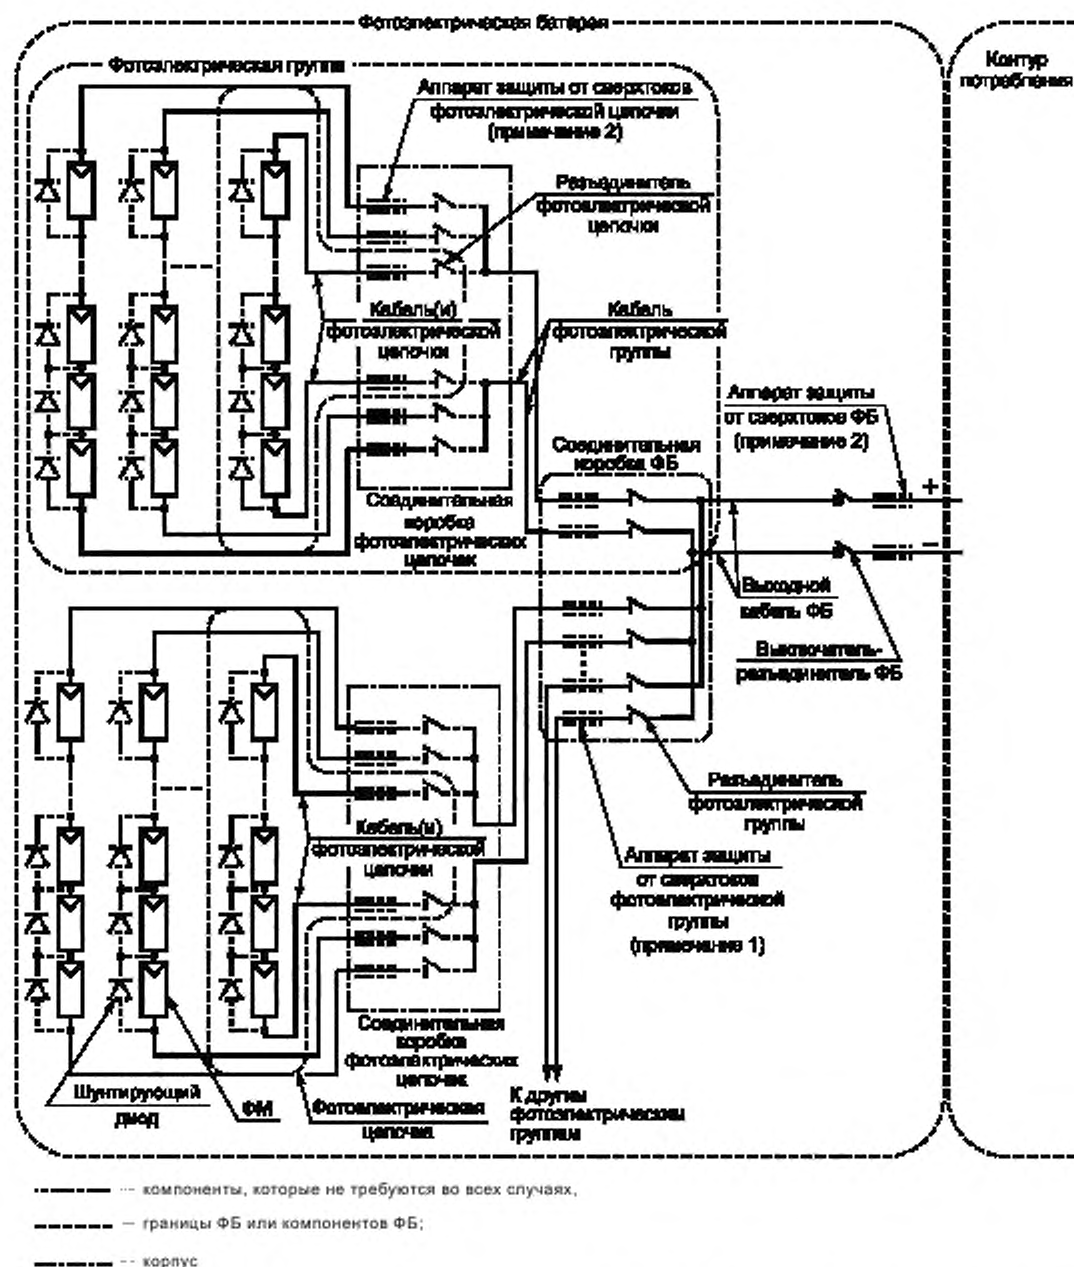 Фотоэлектрическая батарея
Контур
потребления
Фотоэлектрическая группа
Аппарат защиты от сверхтоков
фотоэлектрической цепочки
(примечание 2)
Разъединитель
фотоэлектрической
цепочки
Кабель(и)
фотоэлектрической
цепочки
Кабель
фотоэлектрической
группы
Аппарат защиты
от сверхтоков ФБ
(примечание 2)
Соединительная
коробка ФБ
+
−
Соединительная
коробка
фотоэлектрических
цепочек
Выходной
кабель ФБ
Выключатель-
разъединитель ФБ
Разъединитель
фотоэлектрической
группы
Кабель(и)
фотоэлектрической
цепочки
Аппарат защиты
от сверхтоков
фотоэлектрической
группы
(примечание 1)
Соединительная
коробка
фотоэлектрических
цепочек
Шунтирующий
диод
ФМ
Фотоэлектрическая
цепочка
К другим
фотоэлектрическим
группам
-- компоненты, которые не требуются во всех случаях,
— границы ФБ или компонентов ФБ;
-- корпус